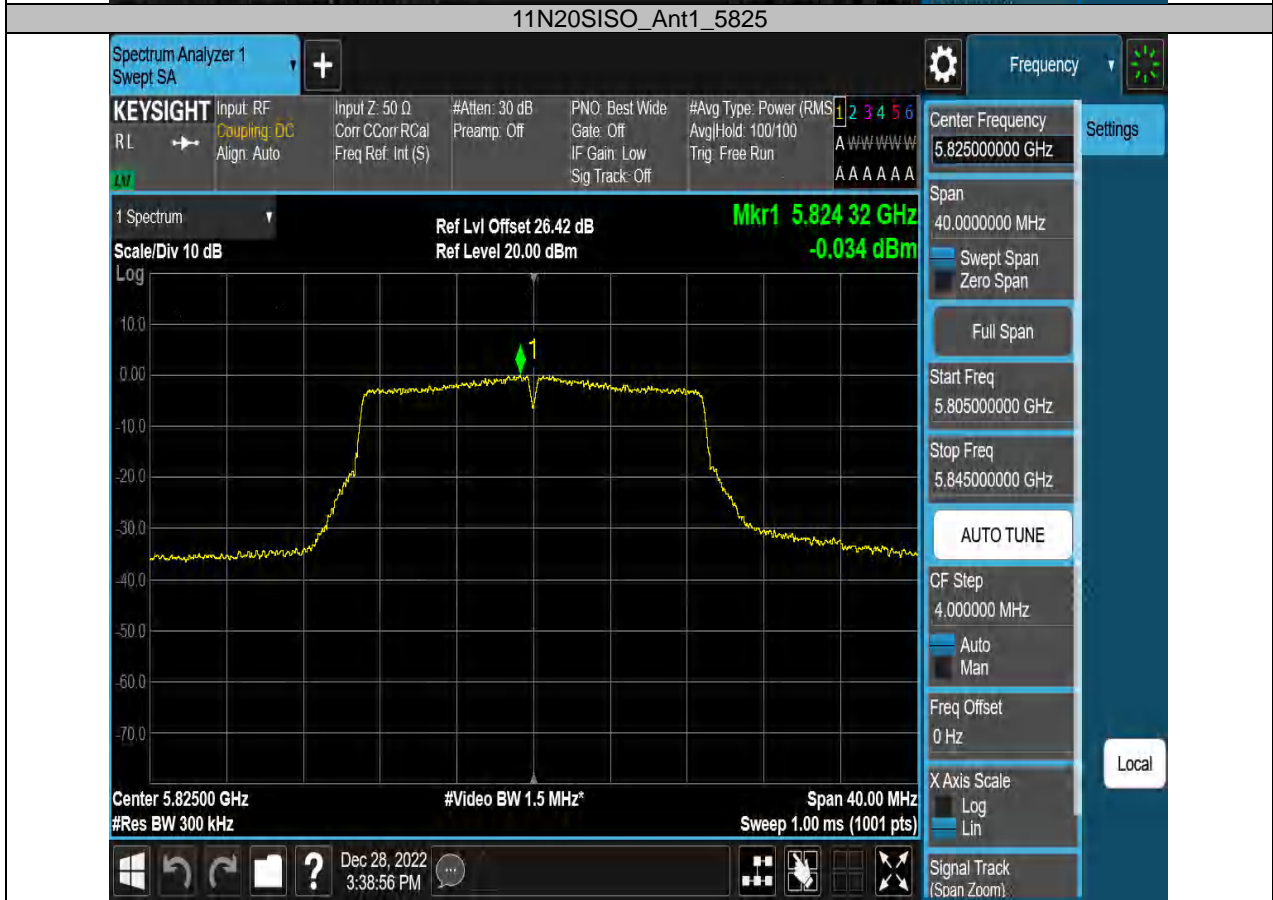 11N20SISO_Ant1_5825
Spectrum Analyzer 1
Swept SA
Frequency
KEYSIGHT
RL
Input: RF
Coupling: DC
Align: Auto
Input Z: 50 Ω
Corr CCorr RCal
Freq Ref: Int (S)
#Atten: 30 dB
Preamp: Off
PNO: Best Wide
Gate: Off
IF Gain: Low
Sig Track: Off
#Avg Type: Power (RMS
Avg|Hold: 100/100
Trig: Free Run
1 2 3 4 5 6
A W W W W W
A A A A A A
1 Spectrum
Scale/Div 10 dB
Ref Lvl Offset 26.42 dB
Ref Level 20.00 dBm
Mkr1 5.824 32 GHz
-0.034 dBm
Log
10.0
0.00
-10.0
-20.0
-30.0
-40.0
-50.0
-60.0
-70.0
1
Center 5.82500 GHz
#Res BW 300 kHz
#Video BW 1.5 MHz*
Span 40.00 MHz
Sweep 1.00 ms (1001 pts)
Dec 28, 2022
3:38:56 PM
Center Frequency
5.825000000 GHz
Settings
Span
40.0000000 MHz
Swept Span
Zero Span
Full Span
Start Freq
5.805000000 GHz
Stop Freq
5.845000000 GHz
AUTO TUNE
CF Step
4.000000 MHz
Auto
Man
Freq Offset
0 Hz
X Axis Scale
Log
Lin
Local
Signal Track
(Span Zoom)